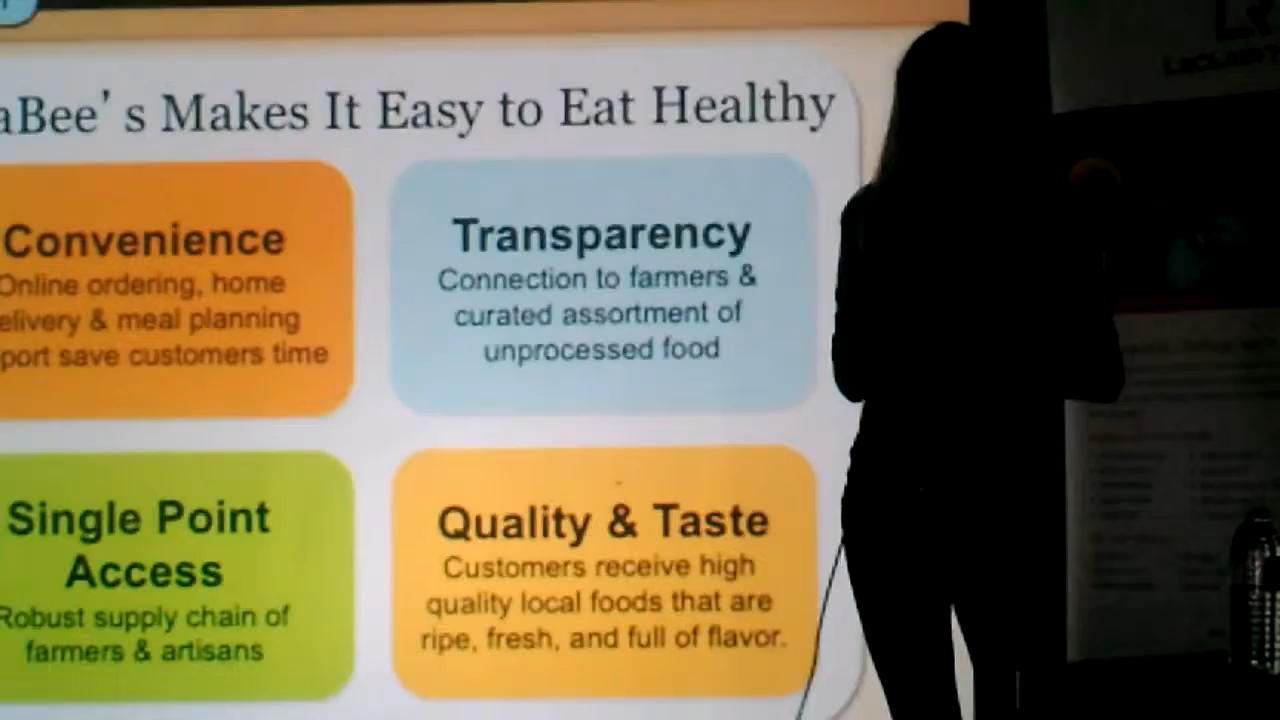 aBee's Makes It Easy to Eat Healthy
Convenience
Online ordering, home
elivery & meal planning
port save customers time
Transparency
Connection to farmers &
curated assortment of
unprocessed food
Single Point
Access
Robust supply chain of
farmers & artisans
Quality & Taste
Customers receive high
quality local foods that are
ripe, fresh, and full of flavor.